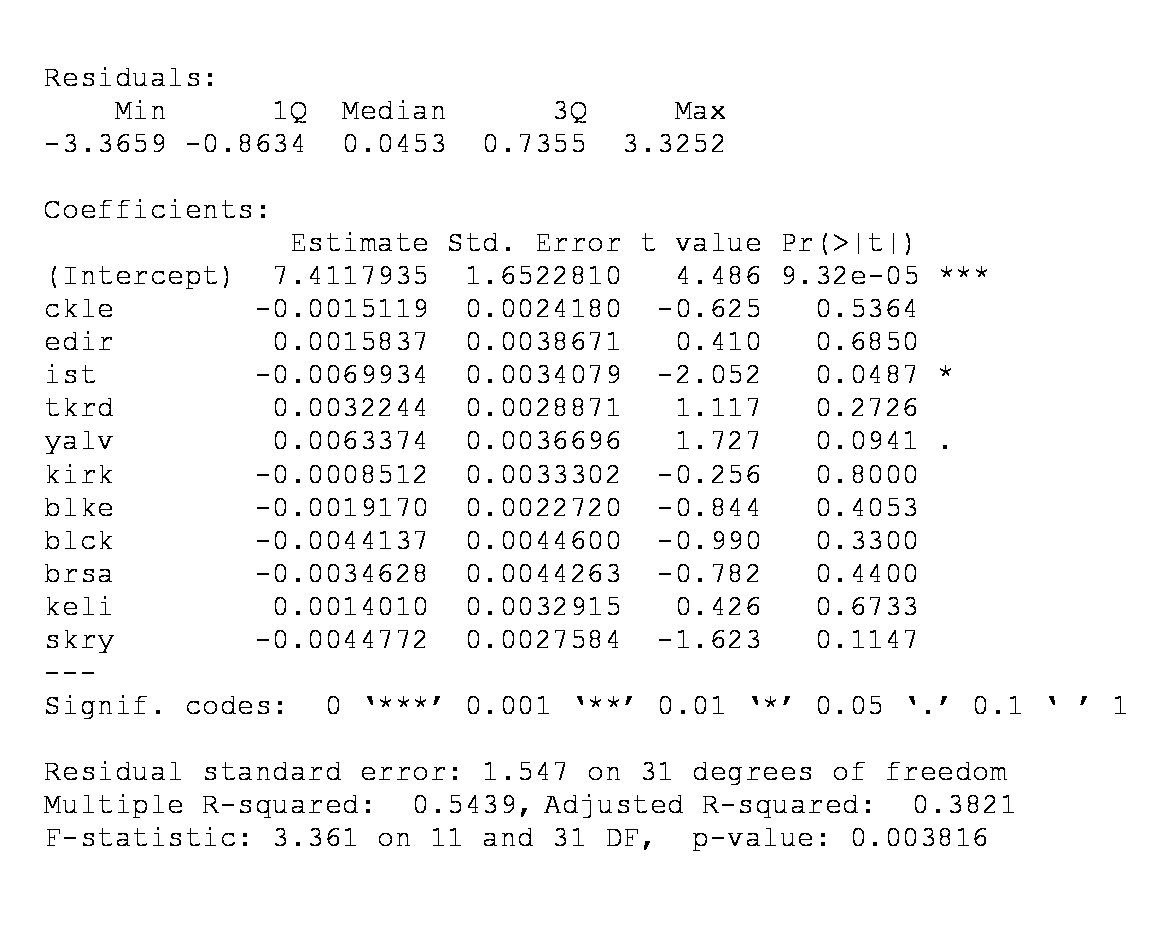 Residuals:
    Min      1Q  Median      3Q     Max
-3.3659 -0.8634  0.0453  0.7355  3.3252
Coefficients:
              Estimate Std. Error t value Pr(>|t|)
(Intercept)  7.4117935  1.6522810   4.486 9.32e-05 ***
ckle        -0.0015119  0.0024180  -0.625   0.5364
edir         0.0015837  0.0038671   0.410   0.6850
ist         -0.0069934  0.0034079  -2.052   0.0487 *
tkrd         0.0032244  0.0028871   1.117   0.2726
yalv         0.0063374  0.0036696   1.727   0.0941 .
kirk        -0.0008512  0.0033302  -0.256   0.8000
blke        -0.0019170  0.0022720  -0.844   0.4053
blck        -0.0044137  0.0044600  -0.990   0.3300
brsa        -0.0034628  0.0044263  -0.782   0.4400
keli         0.0014010  0.0032915   0.426   0.6733
skry        -0.0044772  0.0027584  -1.623   0.1147
---
Signif. codes:  0 ‘***’ 0.001 ‘**’ 0.01 ‘*’ 0.05 ‘.’ 0.1 ‘ ’ 1
Residual standard error: 1.547 on 31 degrees of freedom
Multiple R-squared:  0.5439, Adjusted R-squared:  0.3821
F-statistic: 3.361 on 11 and 31 DF,  p-value: 0.003816